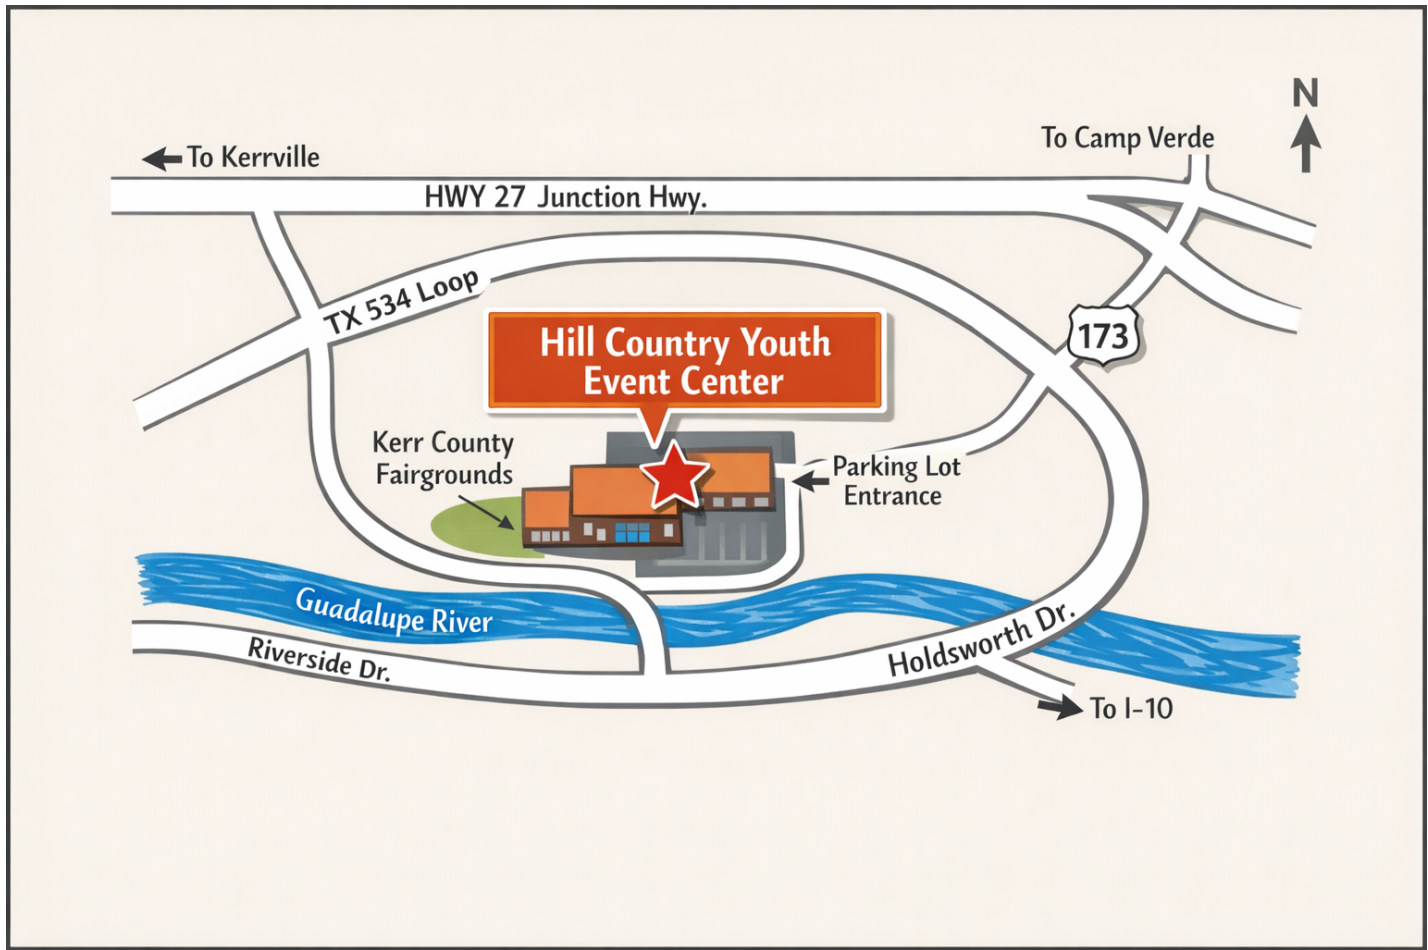 N
To Camp Verde
To Kerrville
HWY 27 Junction Hwy.
TX 534 Loop
173
Hill Country Youth
Event Center
Kerr County
Fairgrounds
Parking Lot
Entrance
Guadalupe River
Riverside Dr.
Holdsworth Dr.
To I-10